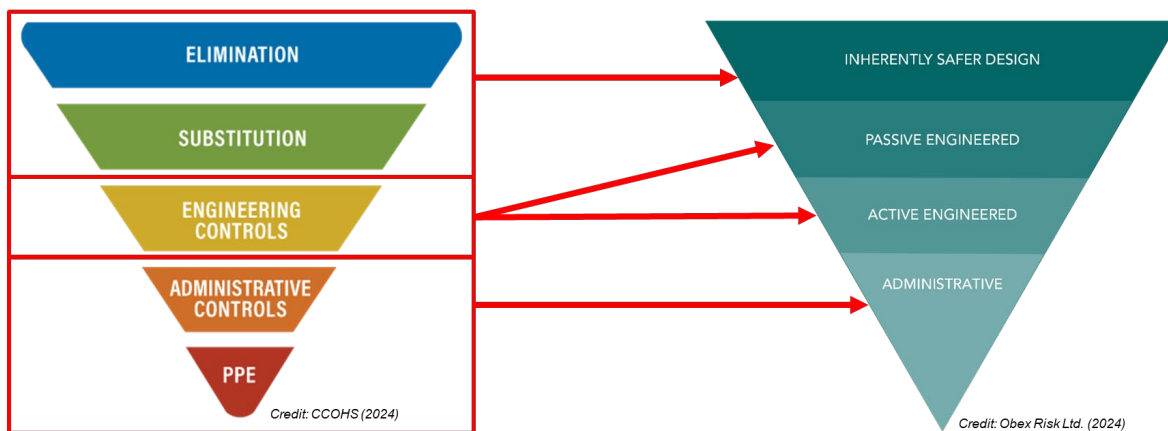 ELIMINATION
SUBSTITUTION
ENGINEERING
CONTROLS
ADMINISTRATIVE
CONTROLS
PPE
Credit: CCOHS (2024)
INHERENTLY SAFER DESIGN
PASSIVE ENGINEERED
ACTIVE ENGINEERED
ADMINISTRATIVE
Credit: Obex Risk Ltd. (2024)